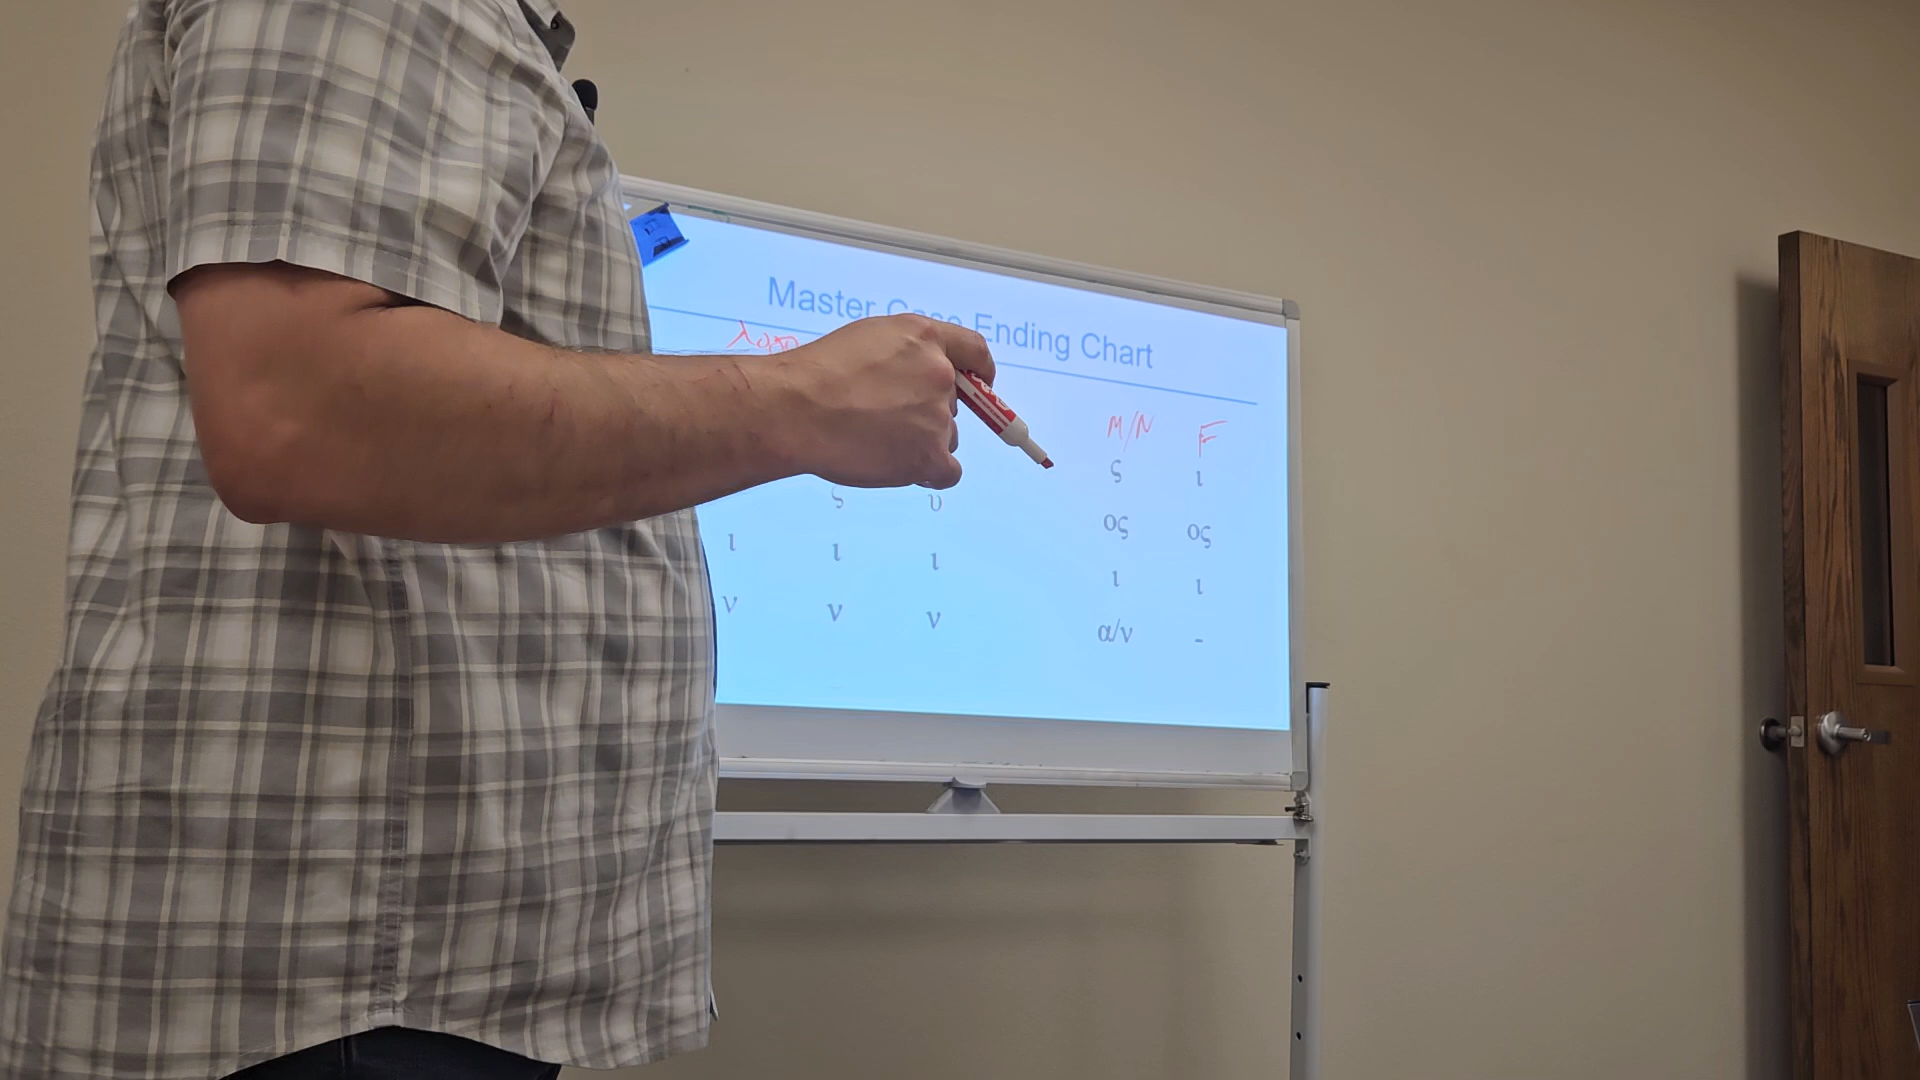 Master Case Ending Chart
M/N F
ς ι
ς υ ος ος
ι ι ι ι ι
ν ν ν α/ν -